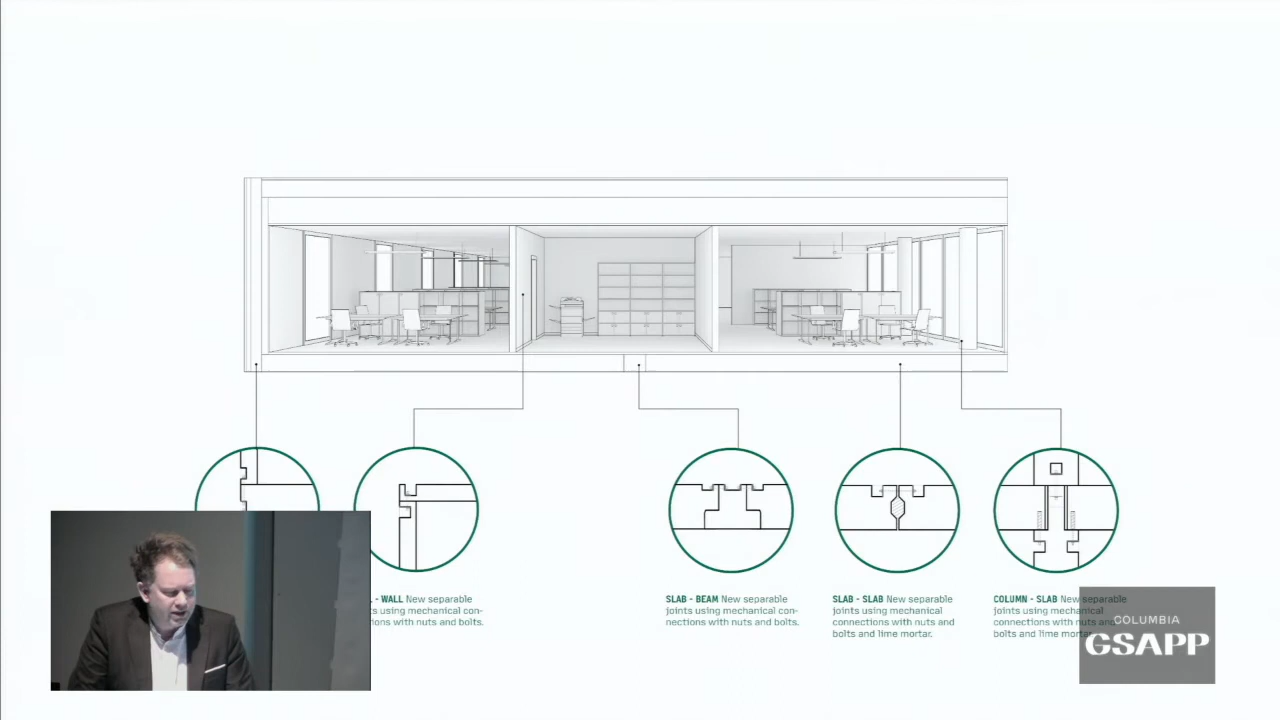 - WALL New separable
joints using mechanical con-
nections with nuts and bolts.
SLAB - BEAM New separable
joints using mechanical con-
nections with nuts and bolts.
SLAB - SLAB New separable
joints using mechanical
connections with nuts and
bolts and lime mortar.
COLUMN - SLAB New separable
joints using mechanical
connections with nuts and
bolts and lime mortar.
COLUMBIA
GSAPP